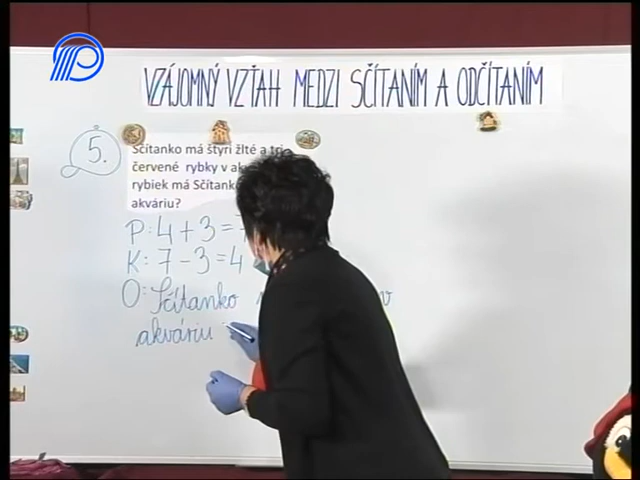 VZÁJOMNÝ VZŤAH MEDZI SČÍTANÍM A ODČÍTANÍM
5.
Sčítanko má štyri žlté a tri
červené rybky v
rybiek má
akváriu?
P: 4 + 3 =
K: 7 - 3 = 4
O: Sčítanko v
akváriu